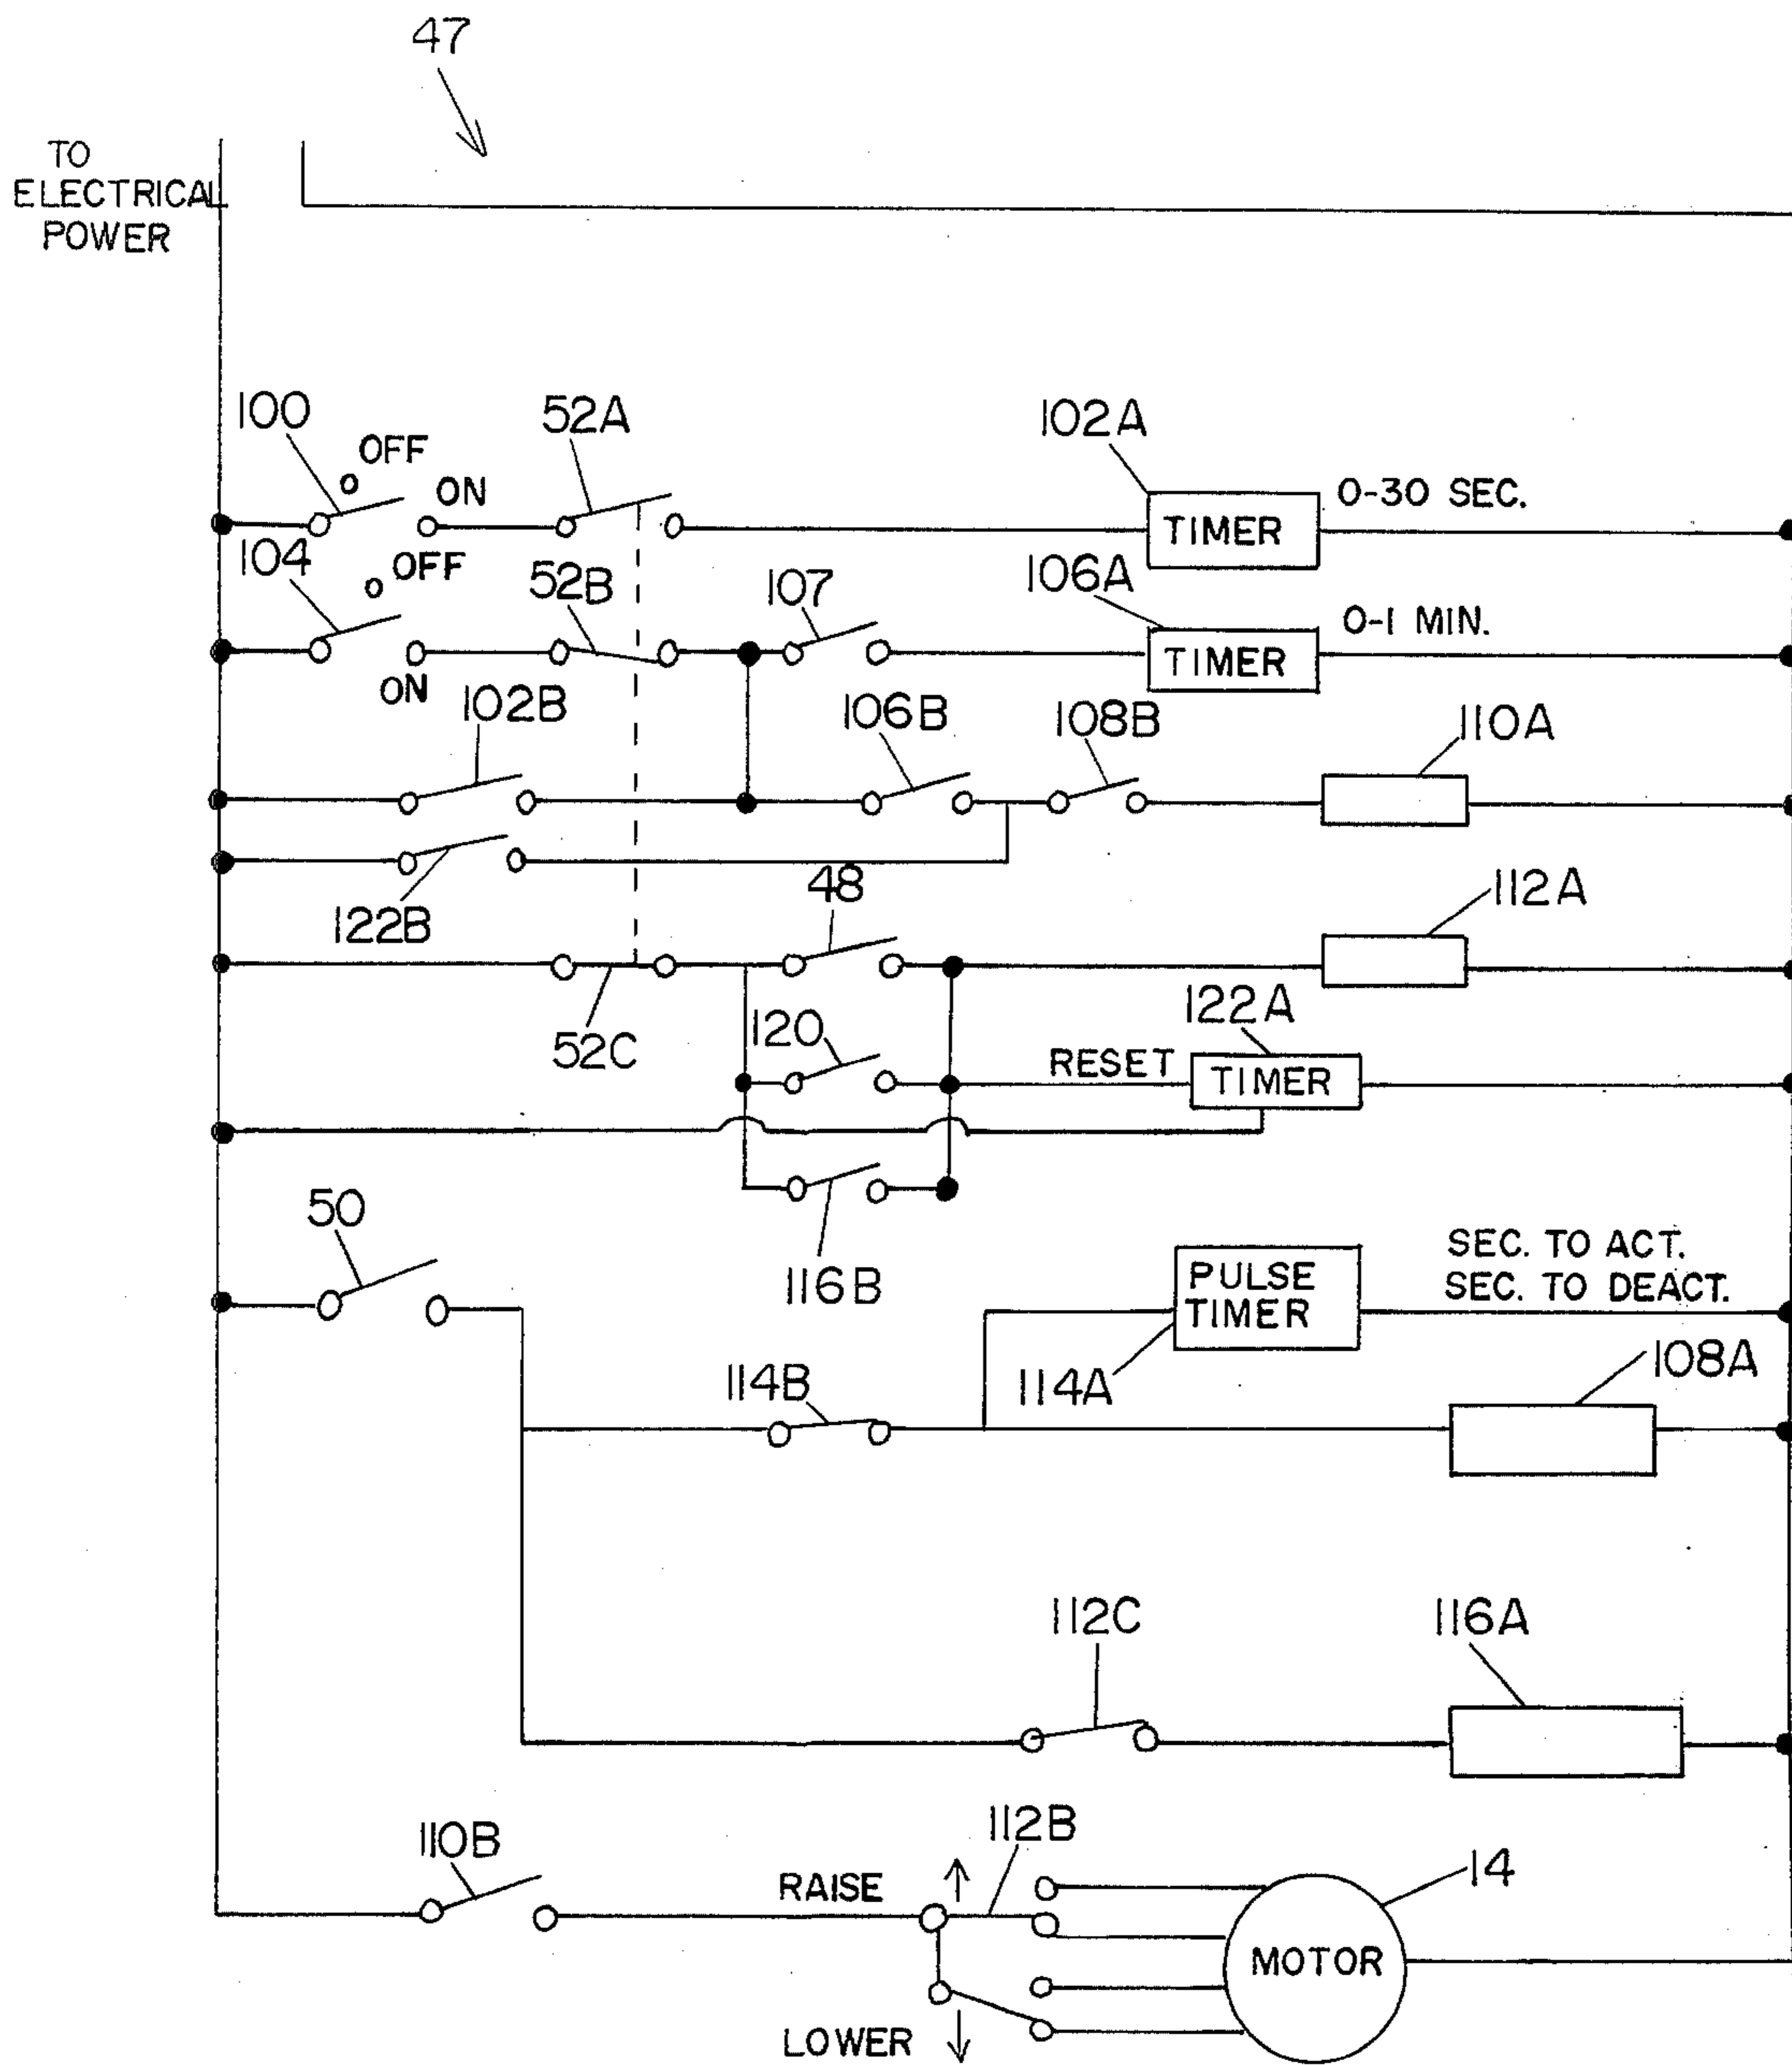 47
TO
ELECTRICAL
POWER
100
OFF
ON
52A
102A
TIMER
0-30 SEC.
104
OFF
ON
52B
107
106A
TIMER
0-1 MIN.
102B
106B
108B
110A
122B
48
112A
52C
120
RESET
122A
TIMER
50
116B
PULSE
TIMER
SEC. TO ACT.
SEC. TO DEACT.
114B
114A
108A
112C
116A
110B
RAISE
112B
14
MOTOR
LOWER